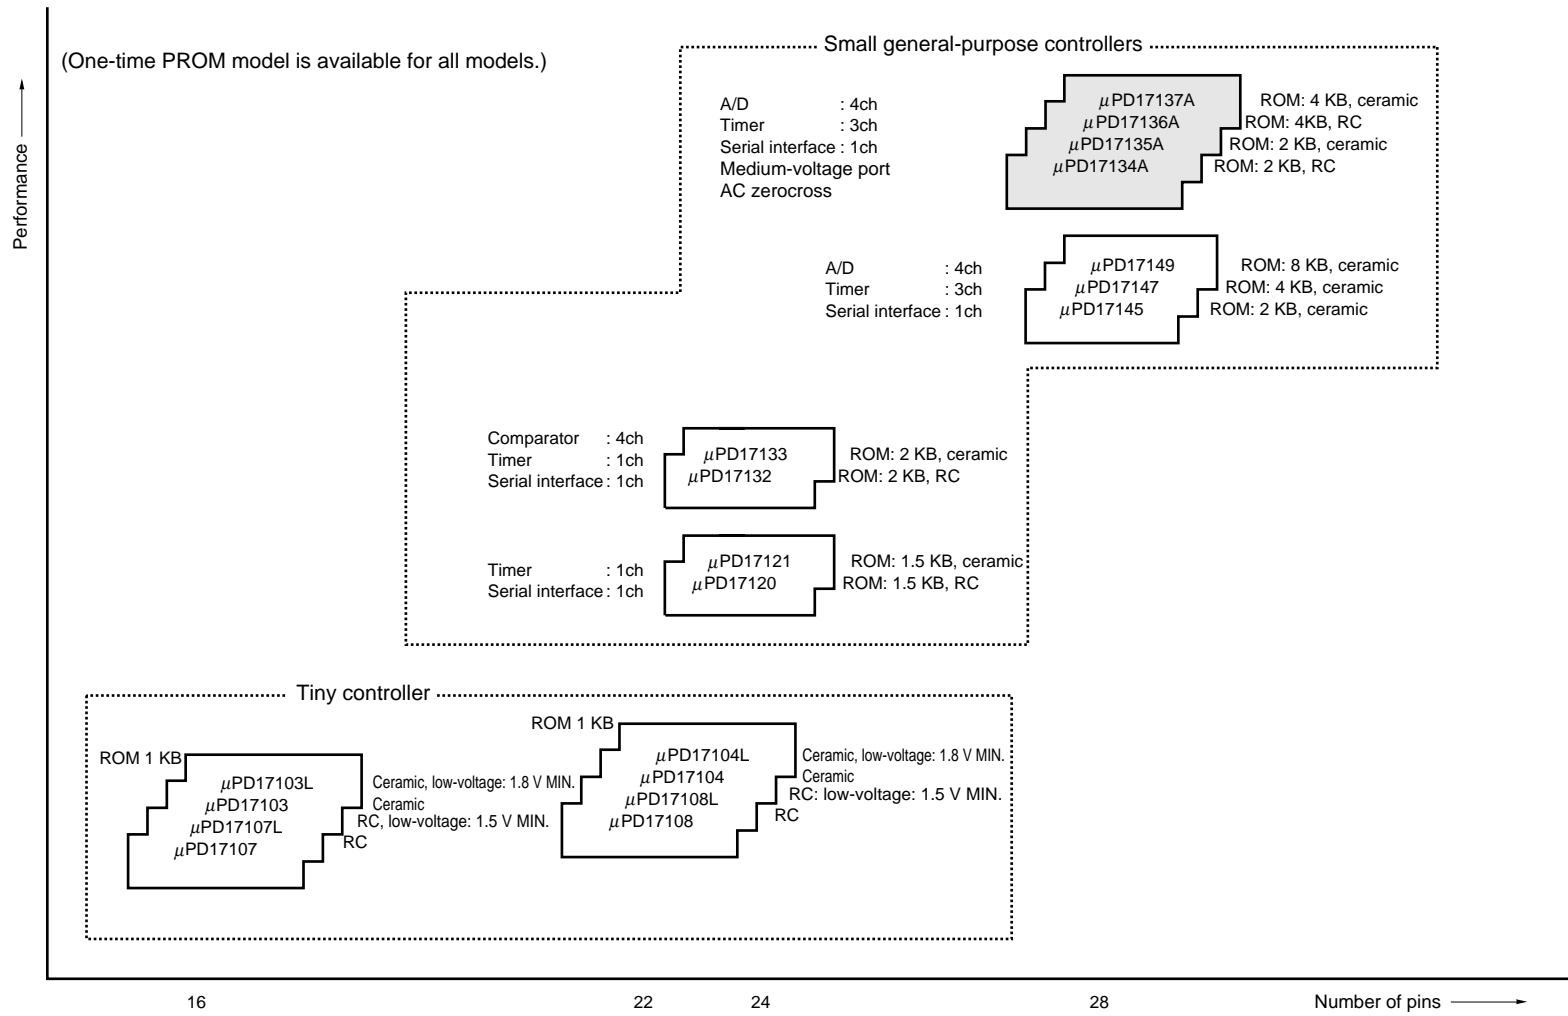 (One-time PROM model is available for all models.)
Small general-purpose controllers
Performance
A/D : 4ch
Timer : 3ch
Serial interface : 1ch
Medium-voltage port
AC zerocross
μPD17137A ROM: 4 KB, ceramic
μPD17136A ROM: 4KB, RC
μPD17135A ROM: 2 KB, ceramic
μPD17134A ROM: 2 KB, RC
A/D : 4ch
Timer : 3ch
Serial interface : 1ch
μPD17149 ROM: 8 KB, ceramic
μPD17147 ROM: 4 KB, ceramic
μPD17145 ROM: 2 KB, ceramic
Comparator : 4ch
Timer : 1ch
Serial interface : 1ch
μPD17133 ROM: 2 KB, ceramic
μPD17132 ROM: 2 KB, RC
Timer : 1ch
Serial interface : 1ch
μPD17121 ROM: 1.5 KB, ceramic
μPD17120 ROM: 1.5 KB, RC
Tiny controller
ROM 1 KB
μPD17103L Ceramic, low-voltage: 1.8 V MIN.
μPD17103 Ceramic
μPD17107L RC, low-voltage: 1.5 V MIN.
μPD17107 RC
ROM 1 KB
μPD17104L Ceramic, low-voltage: 1.8 V MIN.
μPD17104 Ceramic
μPD17108L RC: low-voltage: 1.5 V MIN.
μPD17108 RC
16 22 24 28 Number of pins